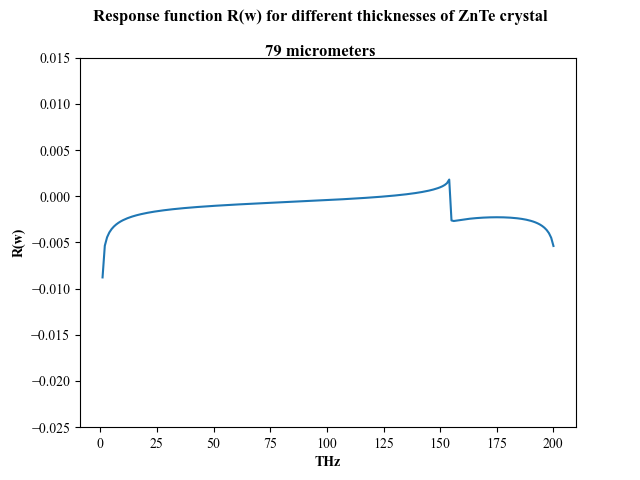 Response function R(w) for different thicknesses of ZnTe crystal
79 micrometers
0.015
0.010
0.005
0.000
−0.005
−0.010
−0.015
−0.020
−0.025
R(w)
0 25 50 75 100 125 150 175 200
THz